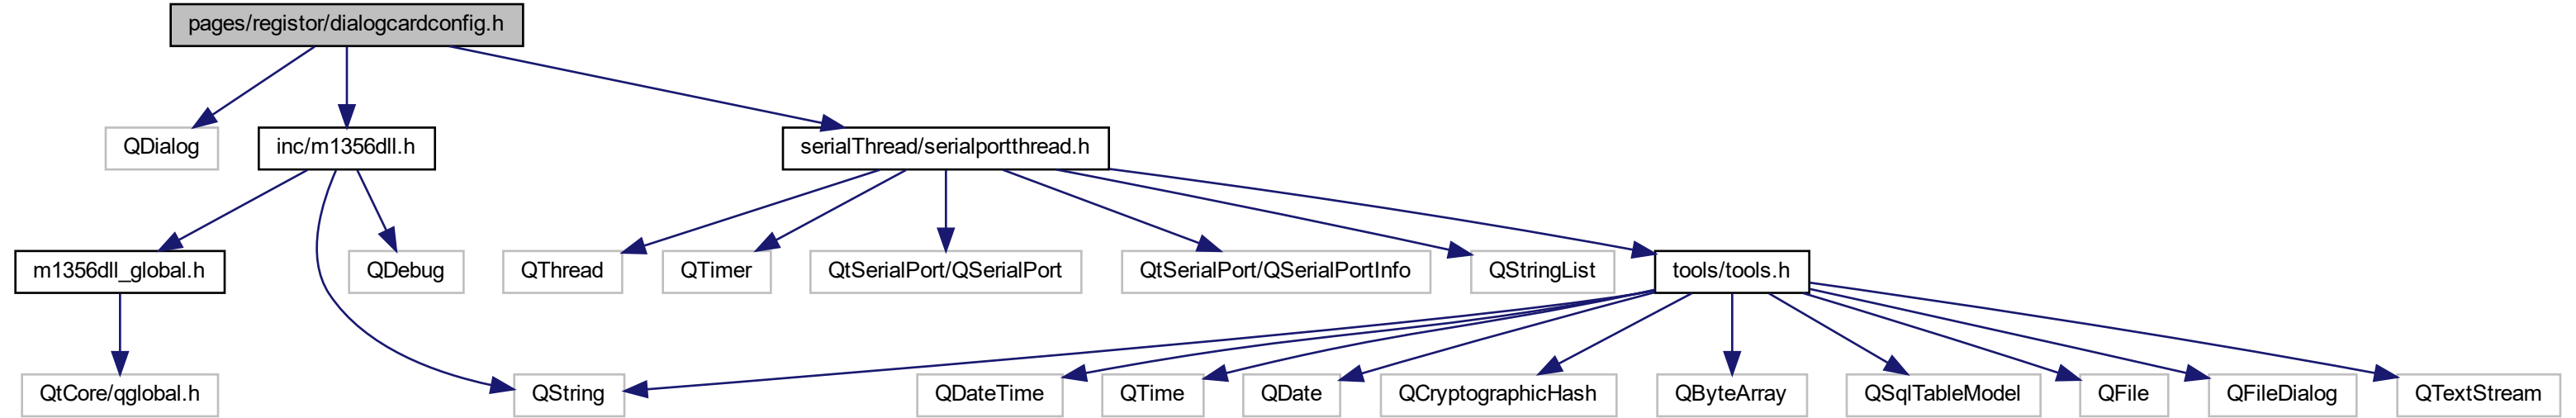 pages/registor/dialogcardconfig.h
QDialog
inc/m1356dll.h
serialThread/serialportthread.h
m1356dll_global.h
QDebug
QThread
QTimer
QtSerialPort/QSerialPort
QtSerialPort/QSerialPortInfo
QStringList
tools/tools.h
QtCore/qglobal.h
QString
QDateTime
QTime
QDate
QCryptographicHash
QByteArray
QSqlTableModel
QFile
QFileDialog
QTextStream